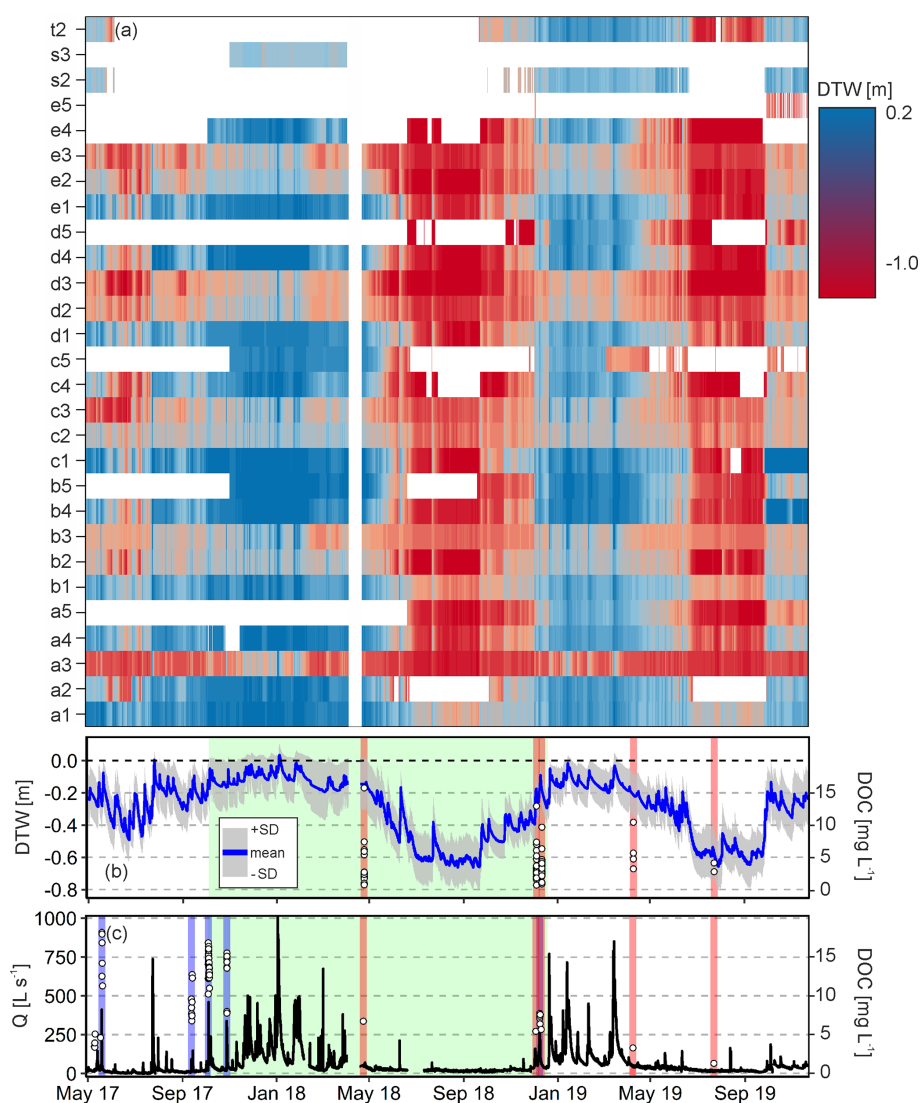 (a)
t2
s3
s2
e5
e4
e3
e2
e1
d5
d4
d3
d2
d1
c5
c4
c3
c2
c1
b5
b4
b3
b2
b1
a5
a4
a3
a2
a1
DTW [m]
0.2
-1.0
DTW [m]
0.0
-0.2
-0.4
-0.6
-0.8
+SD
mean
-SD
(b)
15
10
5
0
DOC [mg L⁻¹]
(c)
Q [L s⁻¹]
1000
750
500
250
0
15
10
5
0
DOC [mg L⁻¹]
May 17 Sep 17 Jan 18 May 18 Sep 18 Jan 19 May 19 Sep 19